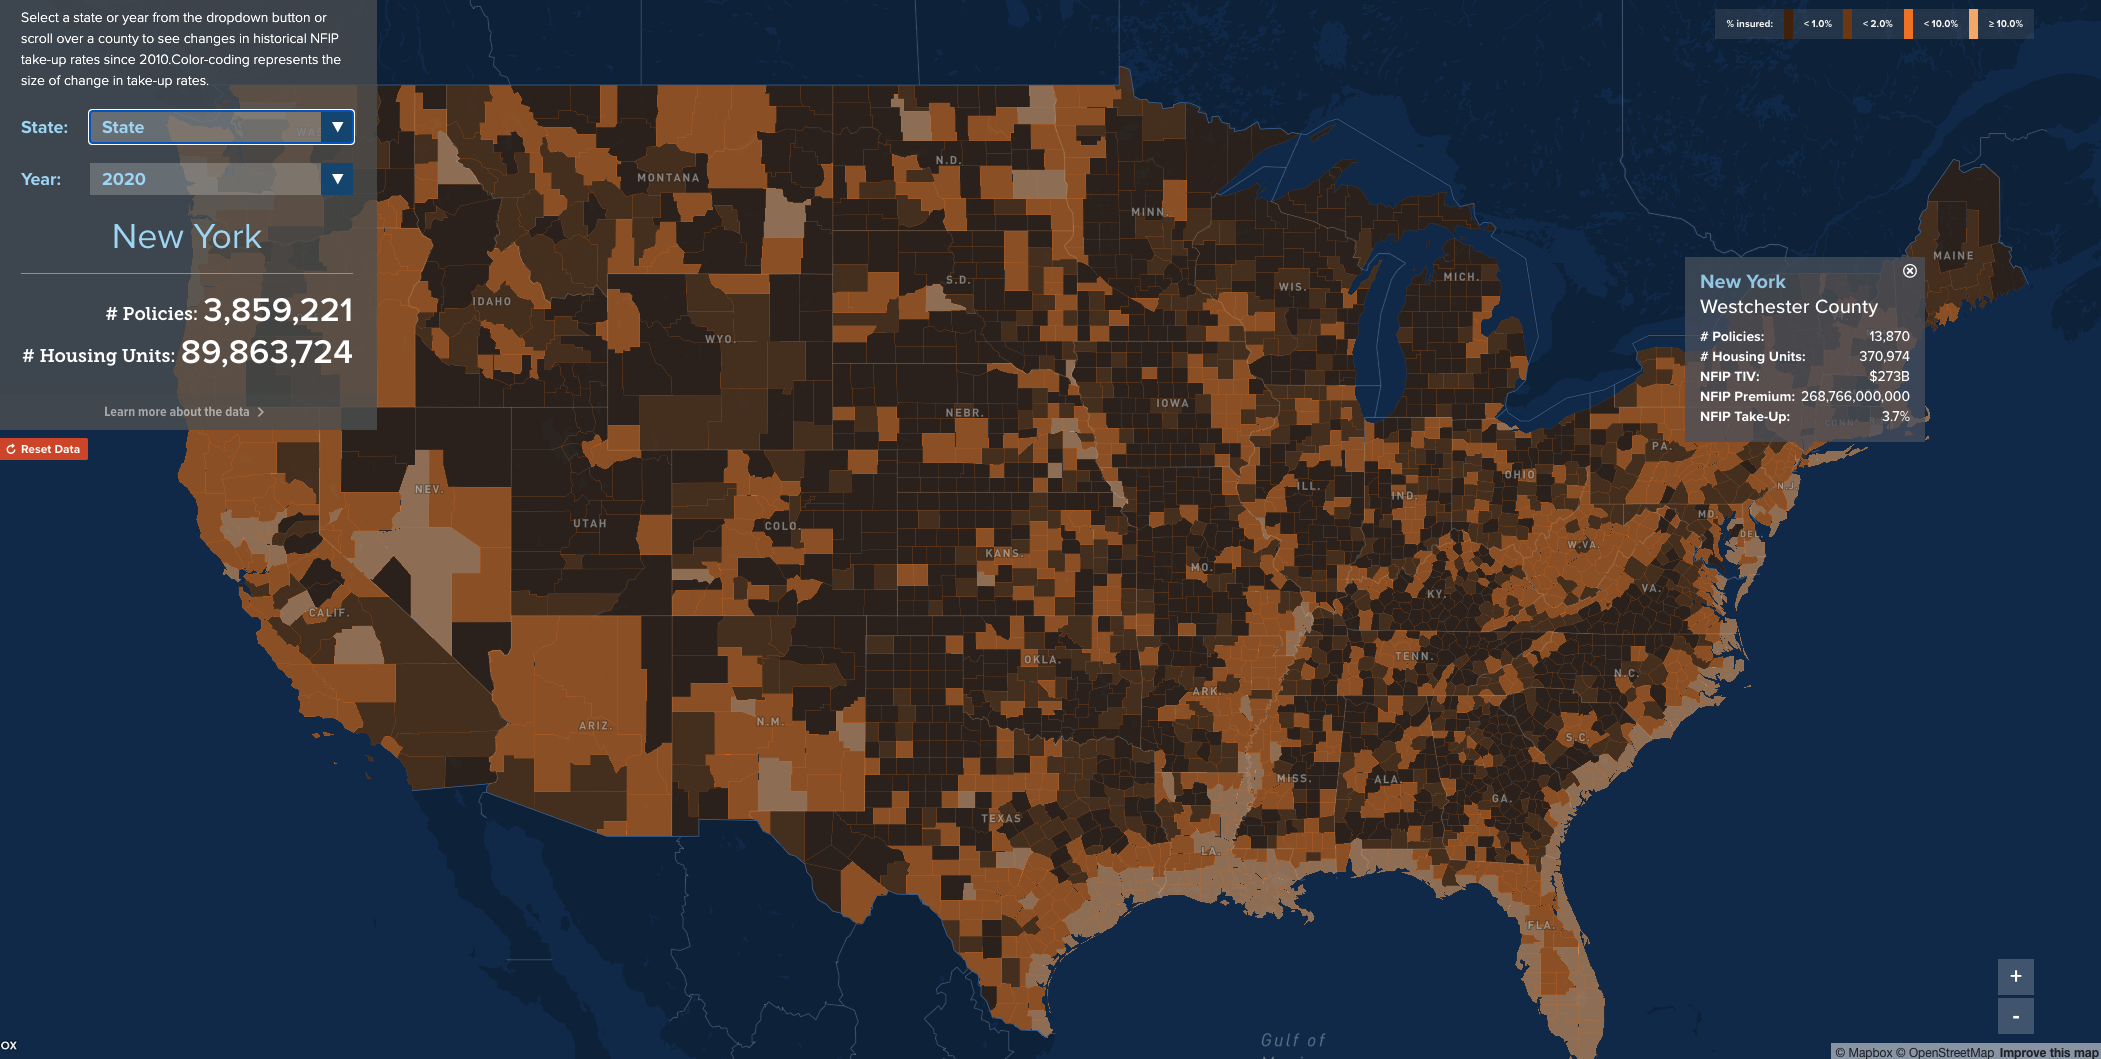 Select a state or year from the dropdown button or
scroll over a county to see changes in historical NFIP
take-up rates since 2010.Color-coding represents the
size of change in take-up rates.
State: State
Year: 2020
New York
# Policies: 3,859,221
# Housing Units: 89,863,724
Learn more about the data
Reset Data
% insured: < 1.0% < 2.0% < 10.0% ≥ 10.0%
New York
Westchester County
# Policies: 13,870
# Housing Units: 370,974
NFIP TIV: $273B
NFIP Premium: 268,766,000,000
NFIP Take-Up: 3.7%
MONTANA
N.D.
MINN.
MAINE
IDAHO
S.D.
WIS.
MICH.
WYO.
NEBR.
IOWA
CONN.
PA.
NEV.
ILL.
IND.
OHIO
N.J.
UTAH
COLO.
MD.
KANS.
W.VA.
DEL.
MO.
CALIF.
KY.
VA.
OKLA.
TENN.
N.C.
ARK.
ARIZ.
N.M.
S.C.
MISS.
ALA.
GA.
TEXAS
LA.
FLA.
Gulf of
+
-
OX
© Mapbox © OpenStreetMap Improve this map